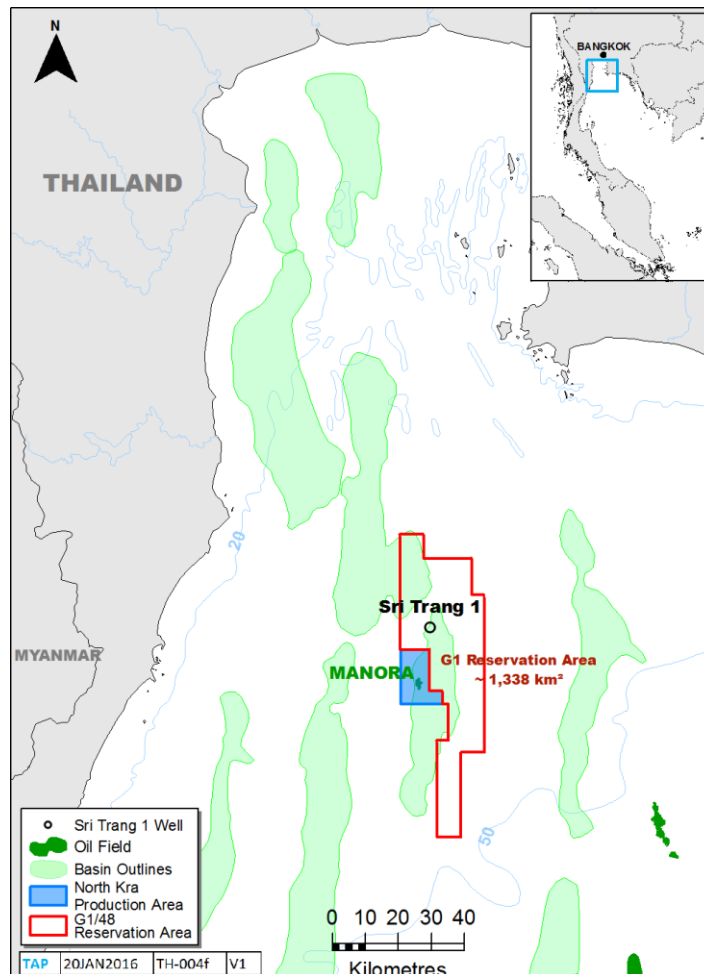 N
BANGKOK
THAILAND
20
Sri Trang 1
MYANMAR
MANORA
G1 Reservation Area
~ 1,338 km²
50
Sri Trang 1 Well
Oil Field
Basin Outlines
North Kra
Production Area
G1/48
Reservation Area
0 10 20 30 40
Kilometres
TAP 20JAN2016 TH-004f V1